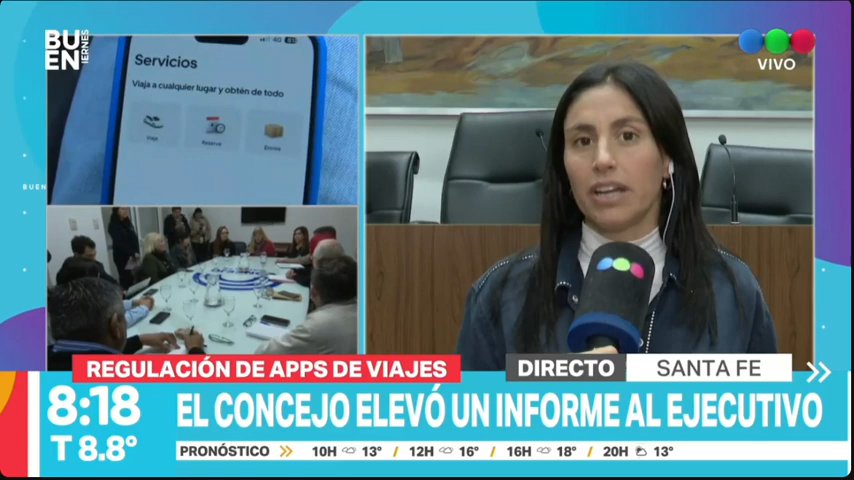 BUEN
VIERNES
4G
Servicios
Viaja a cualquier lugar y obtén de todo
Viaje
Reserve
Envíos
VIVO
BUEN
REGULACIÓN DE APPS DE VIAJES
DIRECTO
SANTA FE
8:18
EL CONCEJO ELEVÓ UN INFORME AL EJECUTIVO
T 8.8°
PRONÓSTICO
10H 13° / 12H 16° / 16H 18° / 20H 13°